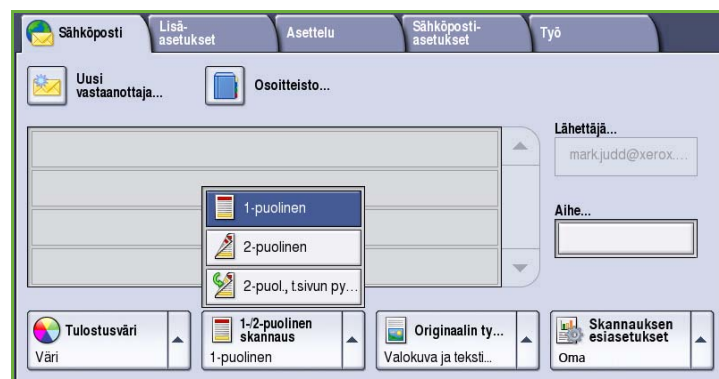 Sähköposti
Lisä-
asetukset
Asettelu
Sähköposti-
asetukset
Työ
Uusi
vastaanottaja...
Osoitteisto...
Lähettäjä...
mark.judd@xerox....
Aihe...
1-puolinen
2-puolinen
2-puol., t.sivun py...
Tulostusväri
Väri
1-/2-puolinen
skannaus
1-puolinen
Originaalin ty...
Valokuva ja teksti...
Skannauksen
esiasetukset
Oma